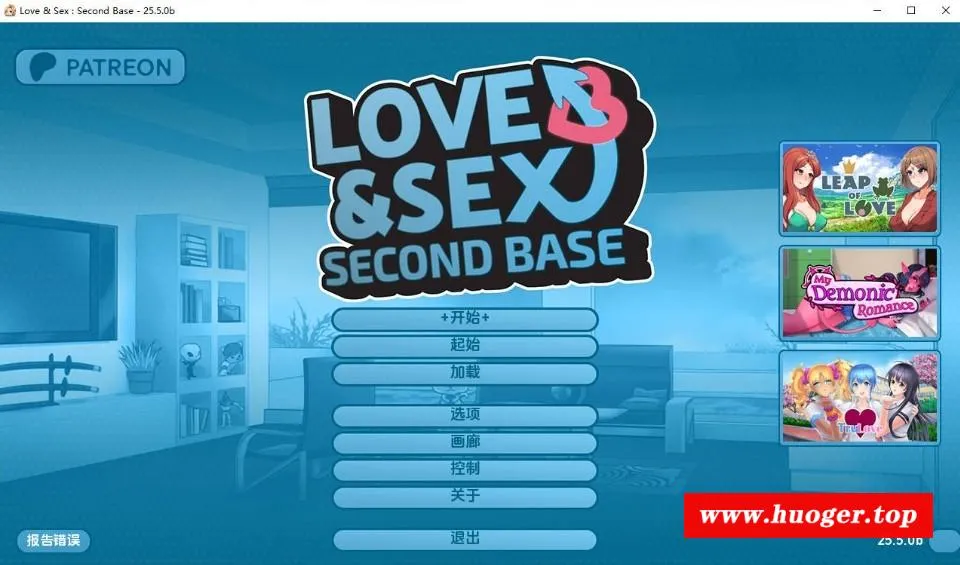 Love & Sex : Second Base - 25.5.0b
PATREON
LOVE
&SEX
SECOND BASE
LEAP
OF
LOVE
My
Demonic
Romance
+开始+
起始
加载
TruLove
选项
画廊
控制
关于
退出
报告错误
www.huoger.top
25.5.0b